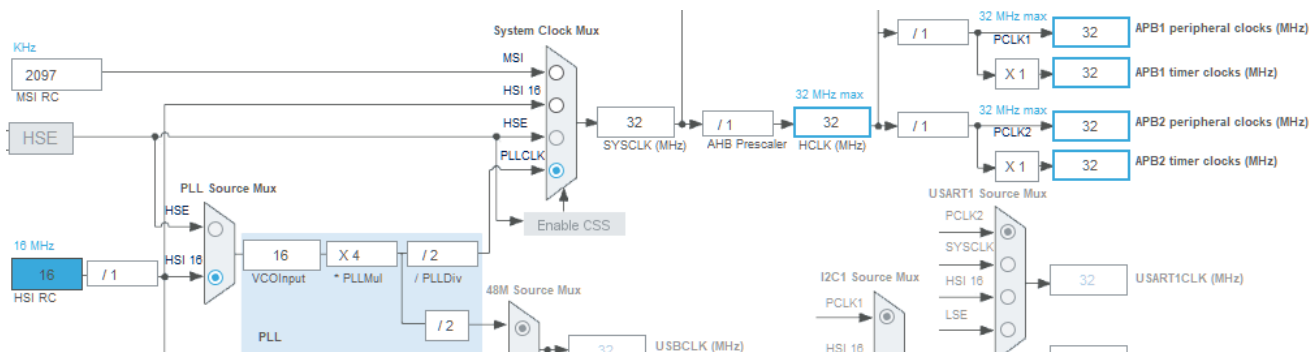 System Clock Mux
32 MHz max
PCLK1
/ 1
32
APB1 peripheral clocks (MHz)
KHz
2097
MSI RC
MSI
X 1
32
APB1 timer clocks (MHz)
HSI 16
32 MHz max
32 MHz max
HSE
HSE
32
SYSCLK (MHz)
/ 1
AHB Prescaler
32
HCLK (MHz)
/ 1
PCLK2
32
APB2 peripheral clocks (MHz)
PLLCLK
X 1
32
APB2 timer clocks (MHz)
PLL Source Mux
USART1 Source Mux
HSE
Enable CSS
PCLK2
16 MHz
16
HSI RC
/ 1
HSI 16
16
VCOInput
X 4
* PLLMul
/ 2
/ PLLDiv
SYSCLK
I2C1 Source Mux
HSI 16
32
USART1CLK (MHz)
48M Source Mux
PCLK1
LSE
PLL
/ 2
32
USBCLK (MHz)
HSI 16